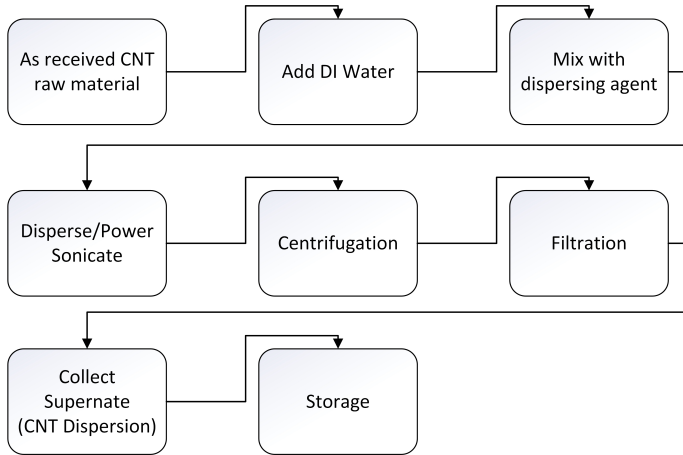 As received CNT
raw material
Add DI Water
Mix with
dispersing agent
Disperse/Power
Sonicate
Centrifugation
Filtration
Collect
Supernate
(CNT Dispersion)
Storage